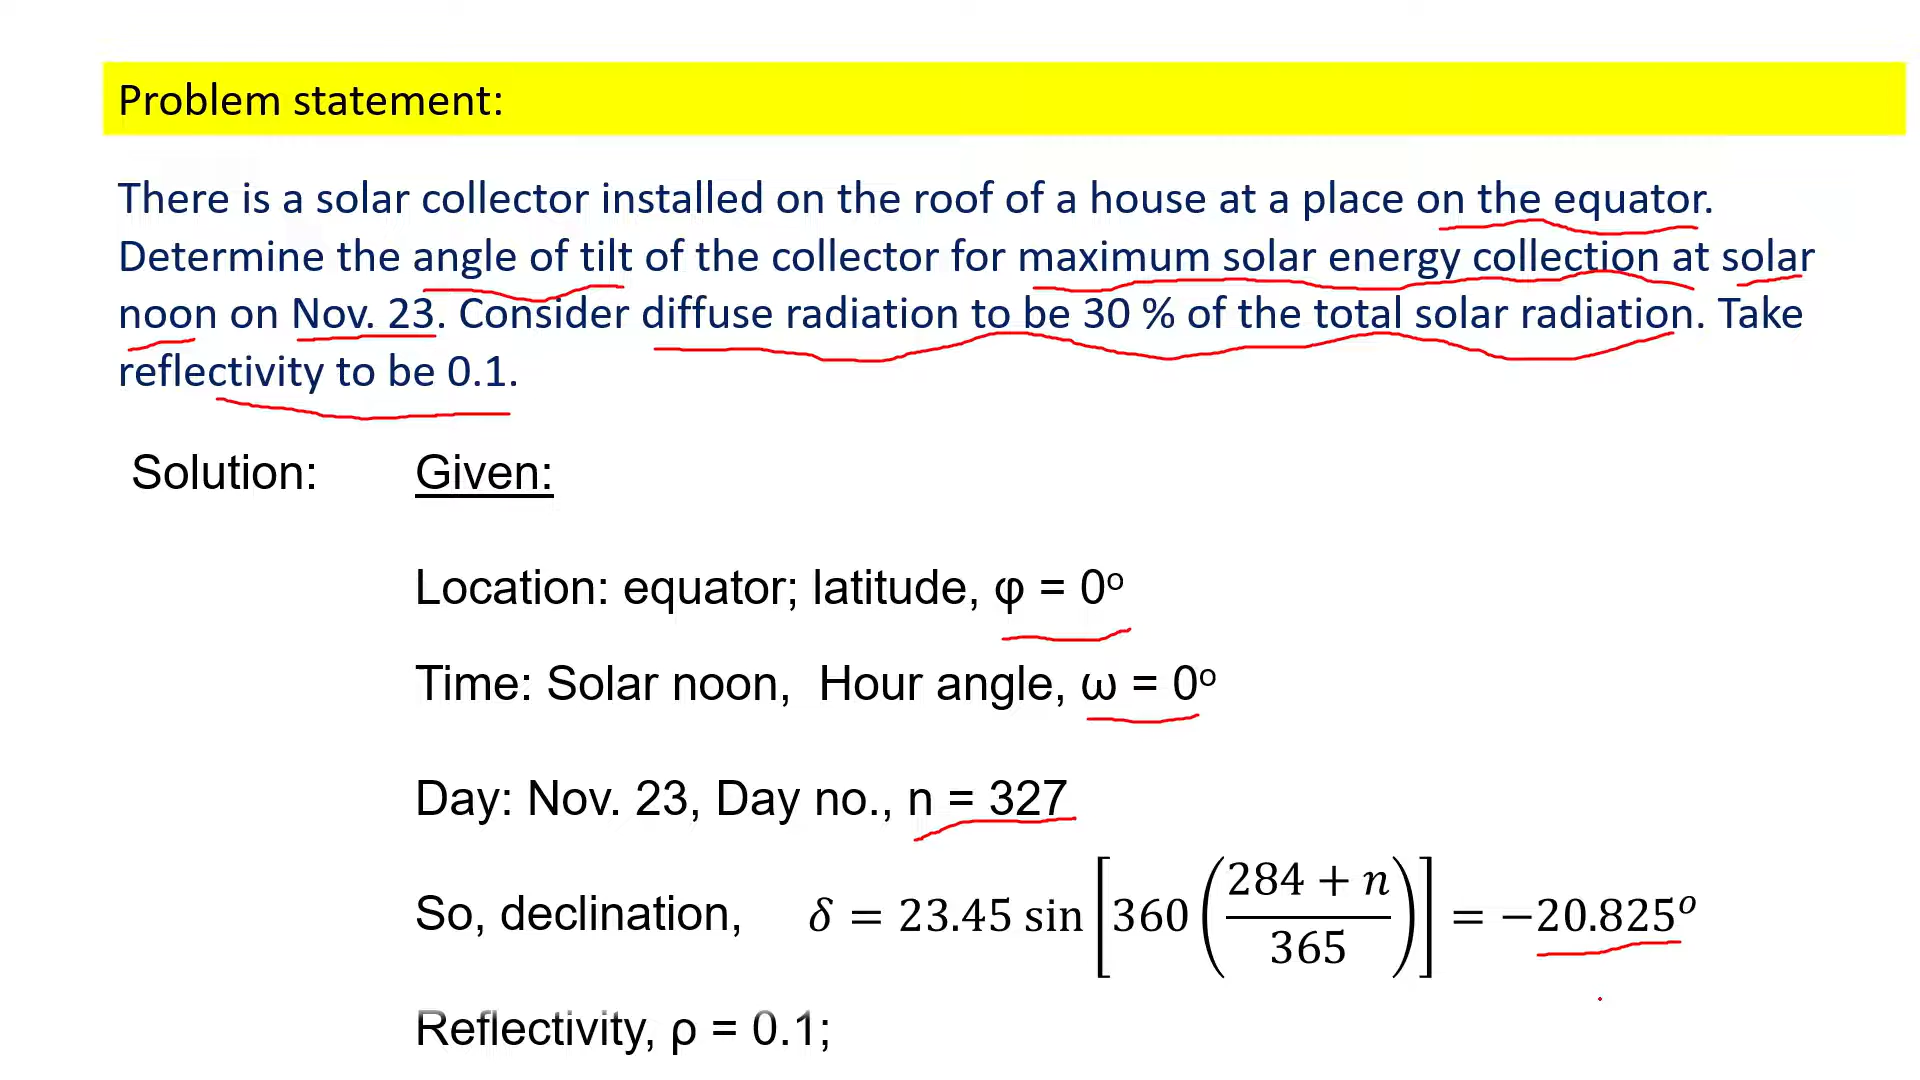 Problem statement:
There is a solar collector installed on the roof of a house at a place on the equator.
Determine the angle of tilt of the collector for maximum solar energy collection at solar
noon on Nov. 23. Consider diffuse radiation to be 30 % of the total solar radiation. Take
reflectivity to be 0.1.
Solution: Given:
Location: equator; latitude, φ = 0°
Time: Solar noon, Hour angle, ω = 0°
Day: Nov. 23, Day no., n = 327
So, declination, δ = 23.45 sin [360 ((284 + n)/365)] = −20.825°
Reflectivity, ρ = 0.1;